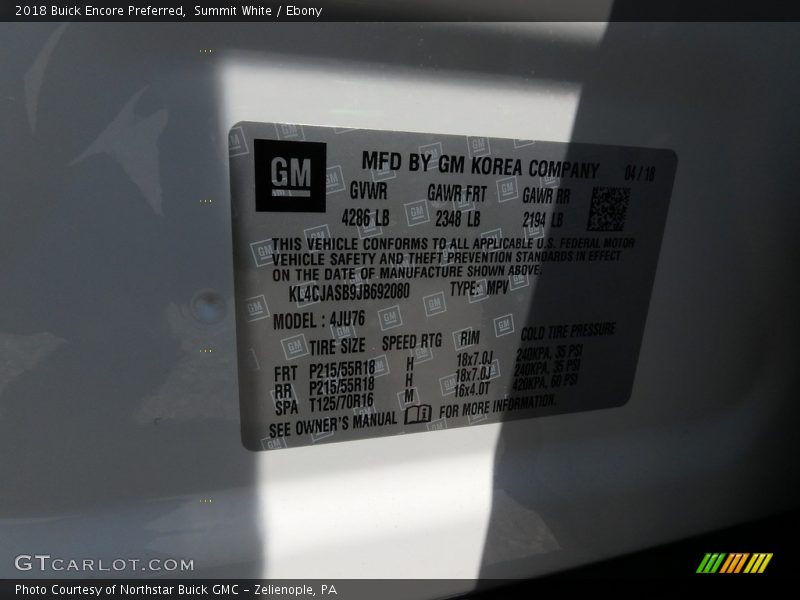 2018 Buick Encore Preferred, Summit White / Ebony
GM
MFD BY GM KOREA COMPANY 04/18
GVWR GAWR FRT GAWR RR
4286 LB 2348 LB 2194 LB
THIS VEHICLE CONFORMS TO ALL APPLICABLE U.S. FEDERAL MOTOR
VEHICLE SAFETY AND THEFT PREVENTION STANDARDS IN EFFECT
ON THE DATE OF MANUFACTURE SHOWN ABOVE.
KL4CJASB9JB692080 TYPE: MPV
MODEL : 4JU76
TIRE SIZE SPEED RTG RIM COLD TIRE PRESSURE
FRT P215/55R18 H 18x7.0J 240KPA, 35 PSI
RR P215/55R18 H 18x7.0J 240KPA, 35 PSI
SPA T125/70R16 M 16x4.0T 420KPA, 60 PSI
SEE OWNER'S MANUAL FOR MORE INFORMATION.
GTCARLOT.COM
Photo Courtesy of Northstar Buick GMC - Zelienople, PA